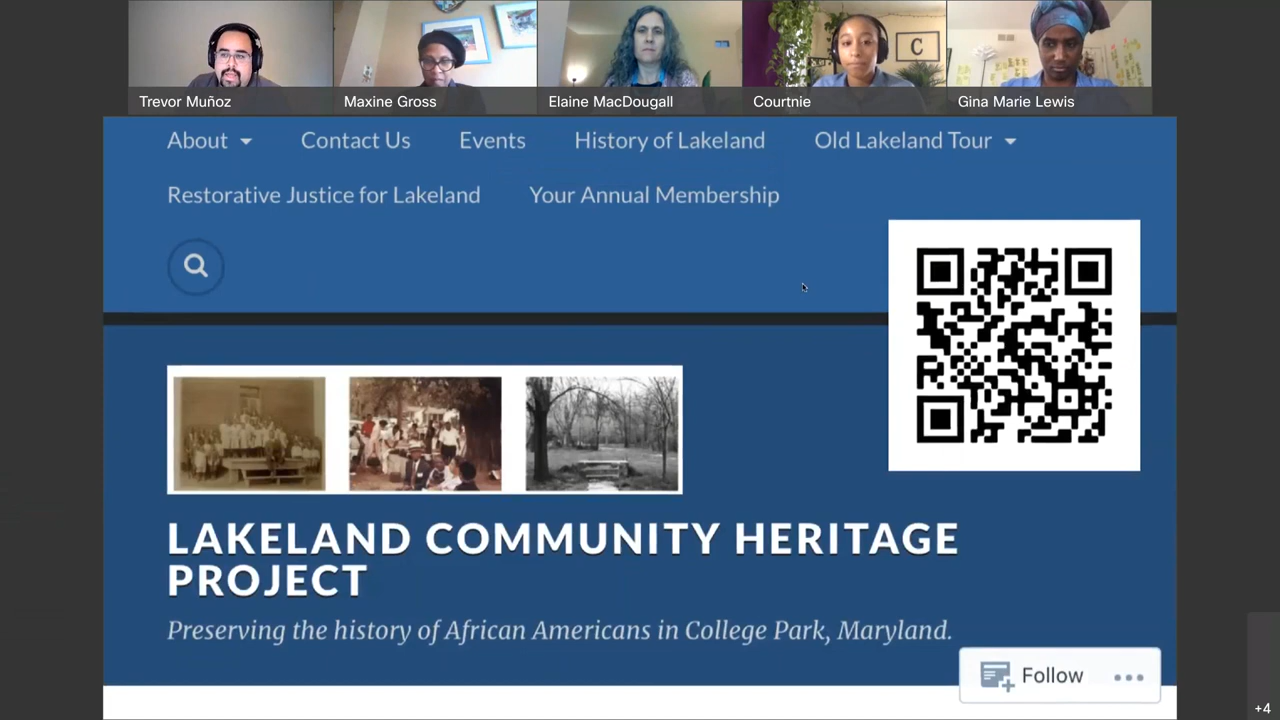 Trevor Muñoz
Maxine Gross
Elaine MacDougall
Courtnie
Gina Marie Lewis
C
About
Contact Us
Events
History of Lakeland
Old Lakeland Tour
Restorative Justice for Lakeland
Your Annual Membership
LAKELAND COMMUNITY HERITAGE
PROJECT
Preserving the history of African Americans in College Park, Maryland.
Follow
+4